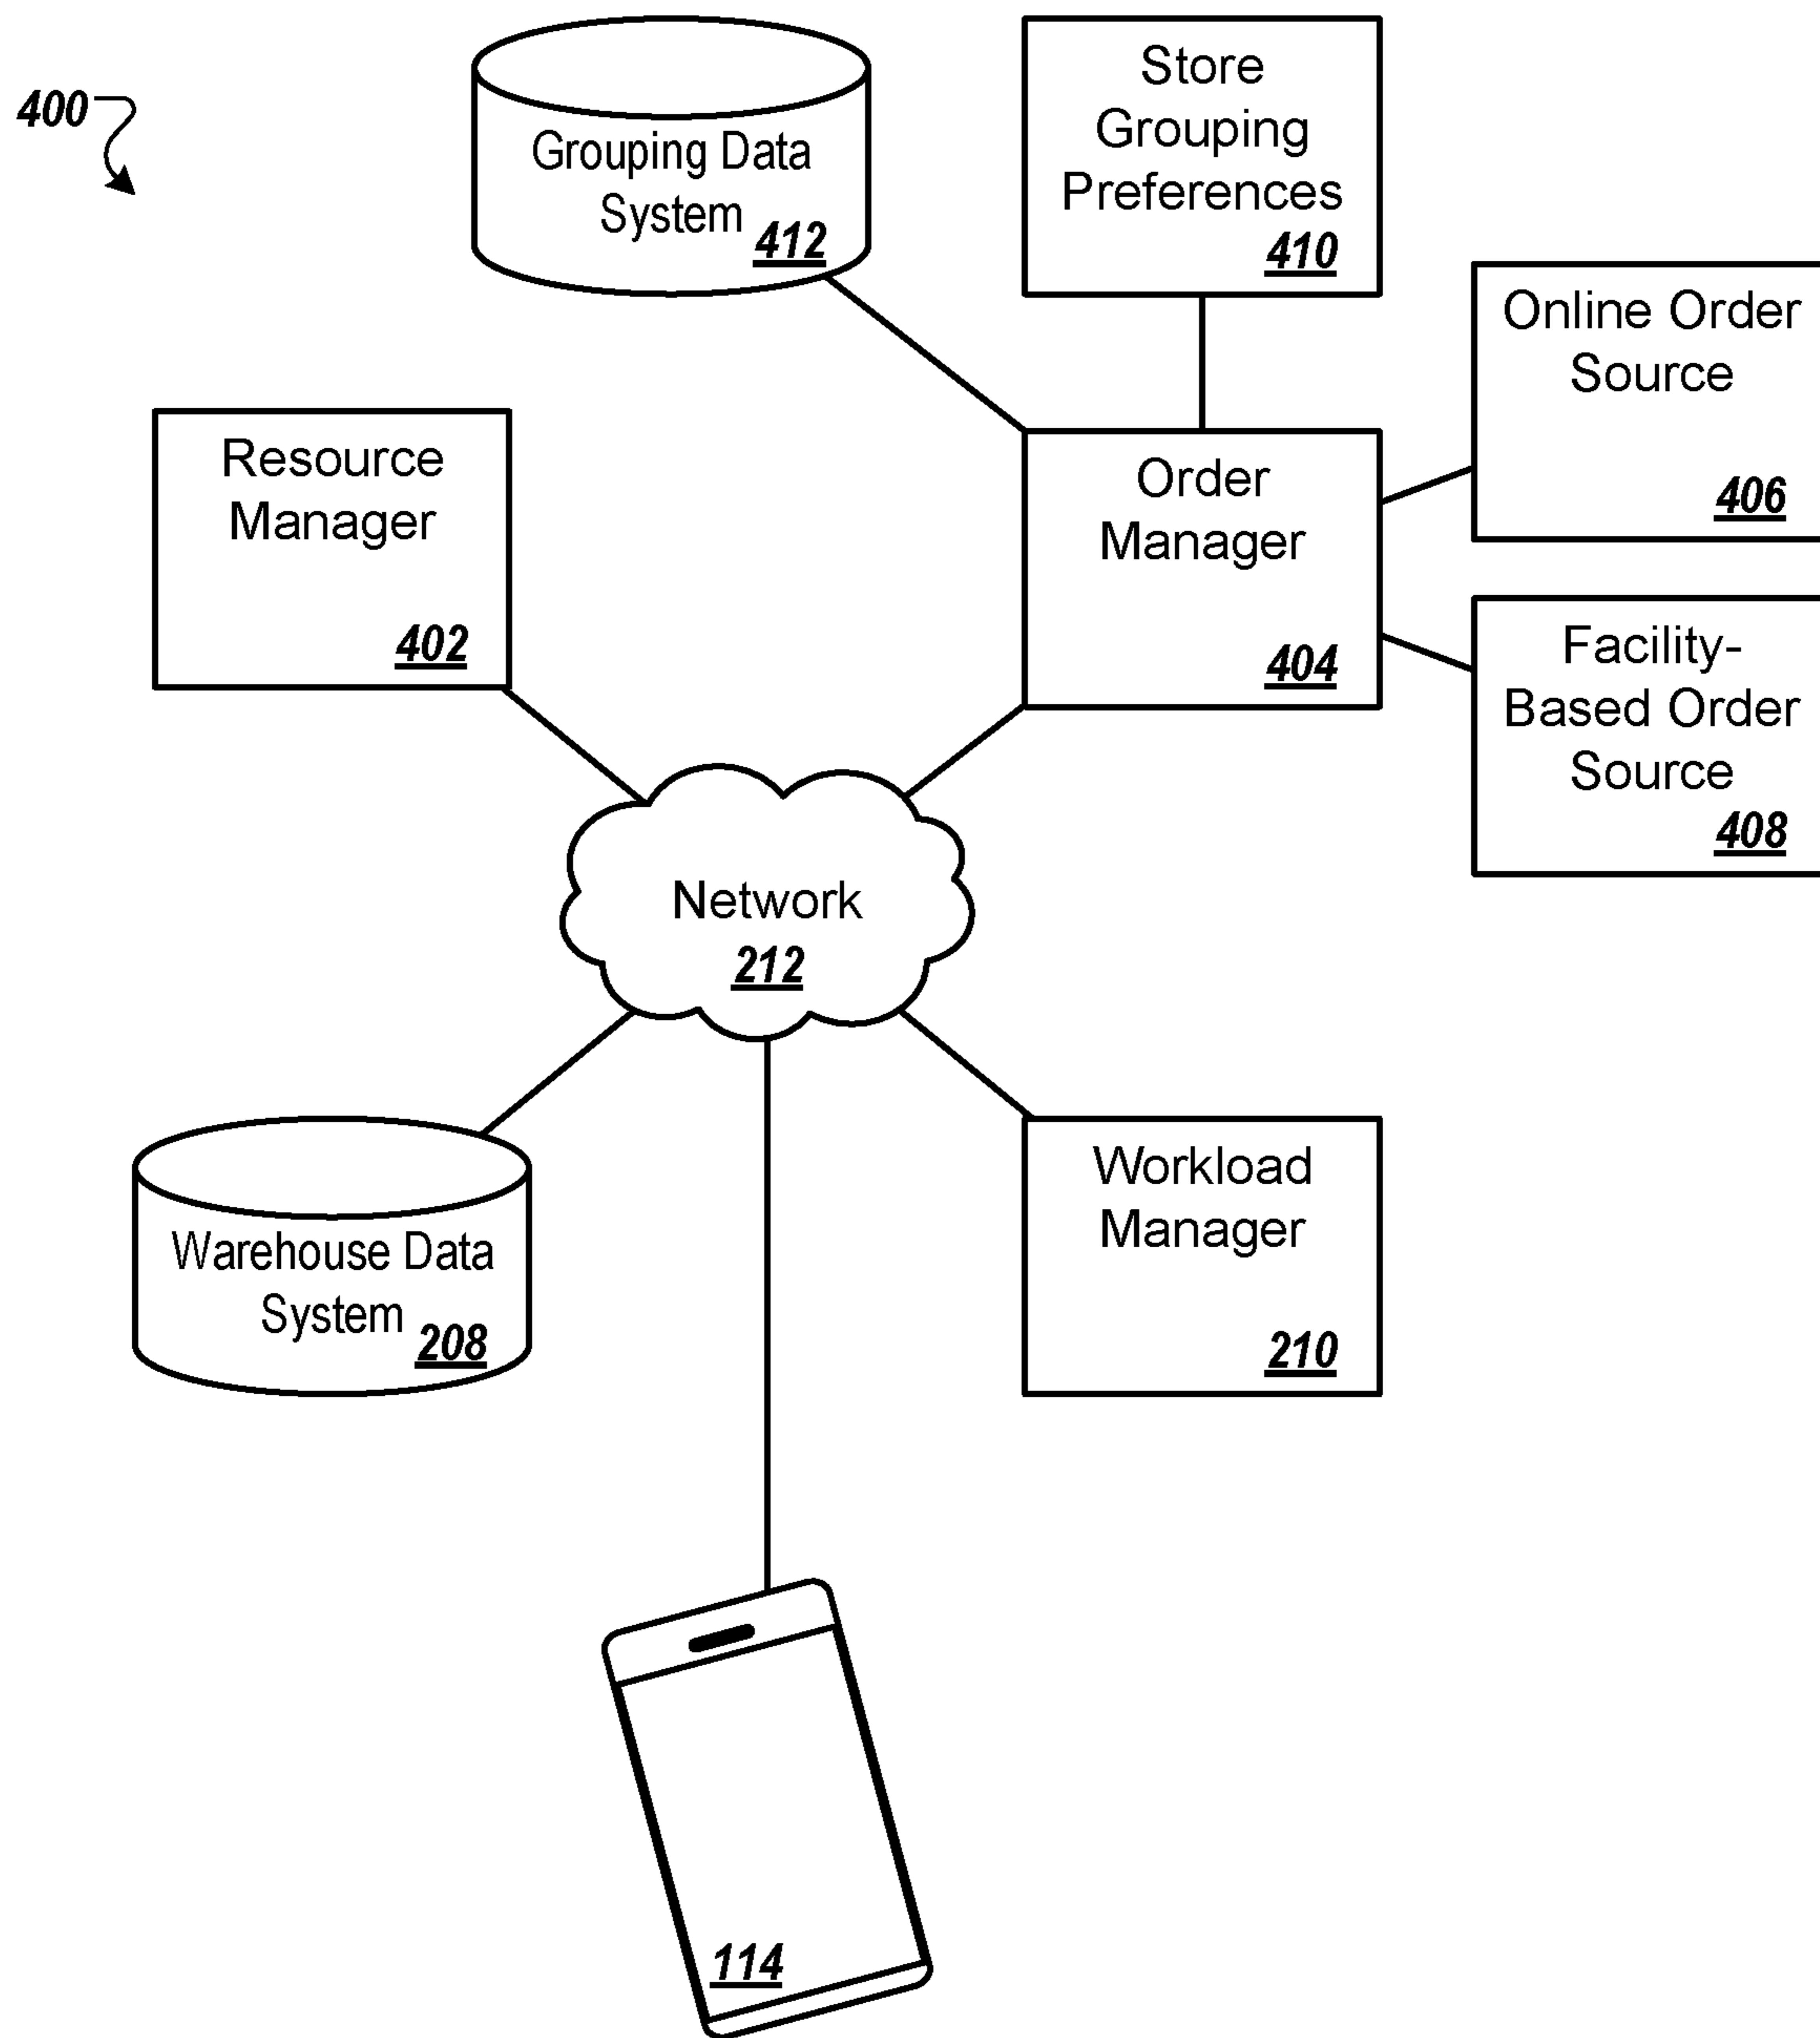 400
Grouping Data
System
412
Store
Grouping
Preferences
410
Online Order
Source
406
Resource
Manager
402
Order
Manager
404
Facility-
Based Order
Source
408
Network
212
Warehouse Data
System
208
Workload
Manager
210
114